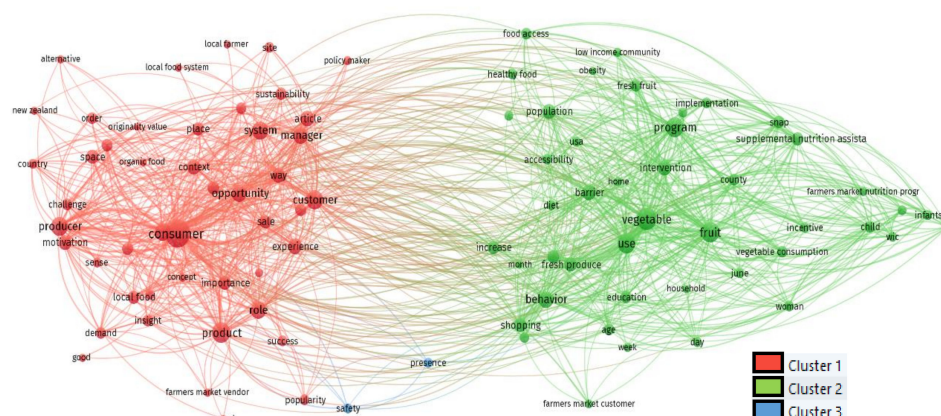 food access
local farmer
site
low income community
alternative
policy maker
local food system
healthy food
obesity
sustainability
fresh fruit
new zealand
implementation
order
originality value
place
article
system
manager
population
program
snap
supplemental nutrition assista
usa
space
organic food
country
context
way
accessibility
intervention
home
county
opportunity
customer
barrier
farmers market nutrition progr
challenge
diet
infants
producer
sale
vegetable
fruit
incentive
child
wic
motivation
consumer
experience
increase
use
vegetable consumption
sense
concept
importance
month
fresh produce
june
household
local food
role
behavior
education
woman
insight
product
shopping
demand
success
age
week
day
good
presence
farmers market vendor
popularity
safety
farmers market customer
Cluster 1
Cluster 2
Cluster 3